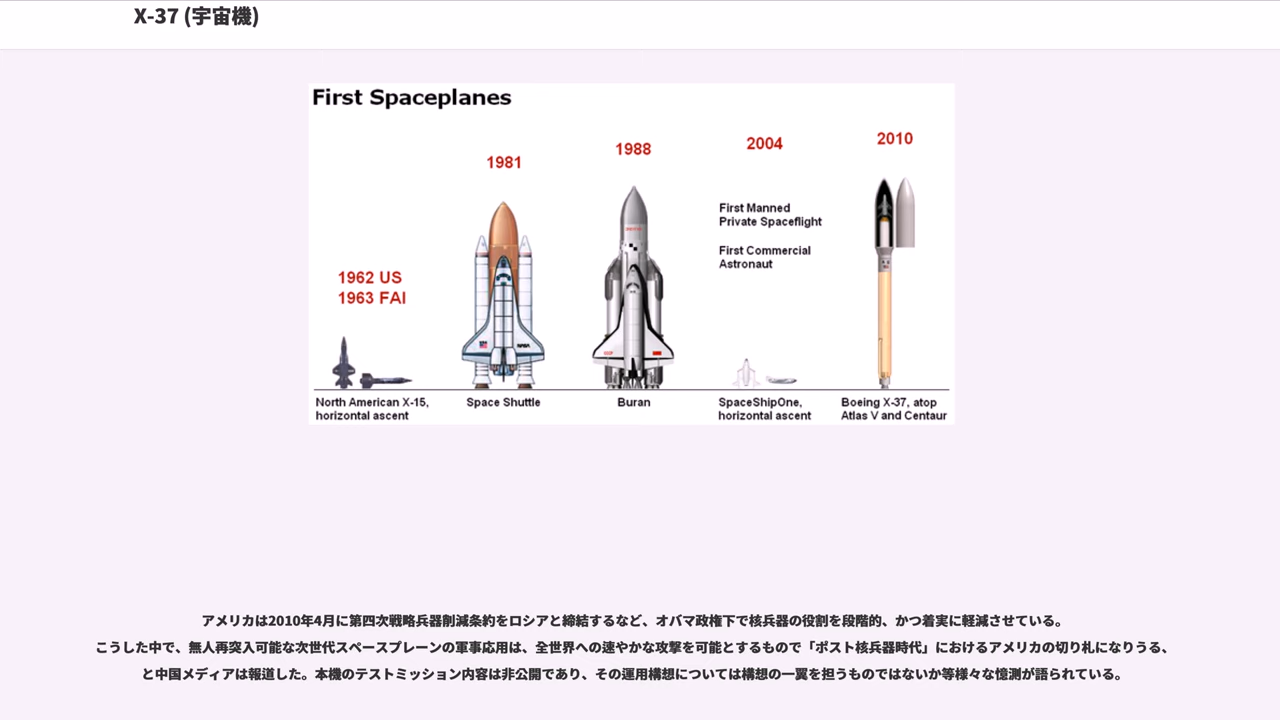 X-37 (宇宙機)
First Spaceplanes
1962 US
1963 FAI
1981
1988
2004
2010
First Manned
Private Spaceflight
First Commercial
Astronaut
North American X-15,
horizontal ascent
Space Shuttle
Buran
SpaceShipOne,
horizontal ascent
Boeing X-37, atop
Atlas V and Centaur
アメリカは2010年4月に第四次戦略兵器削減条約をロシアと締結するなど、オバマ政権下で核兵器の役割を段階的、かつ着実に軽減させている。
こうした中で、無人再突入可能な次世代スペースプレーンの軍事応用は、全世界への速やかな攻撃を可能とするもので「ポスト核兵器時代」におけるアメリカの切り札になりうる、
と中国メディアは報道した。本機のテストミッション内容は非公開であり、その運用構想については構想の一翼を担うものではないか等様々な憶測が語られている。